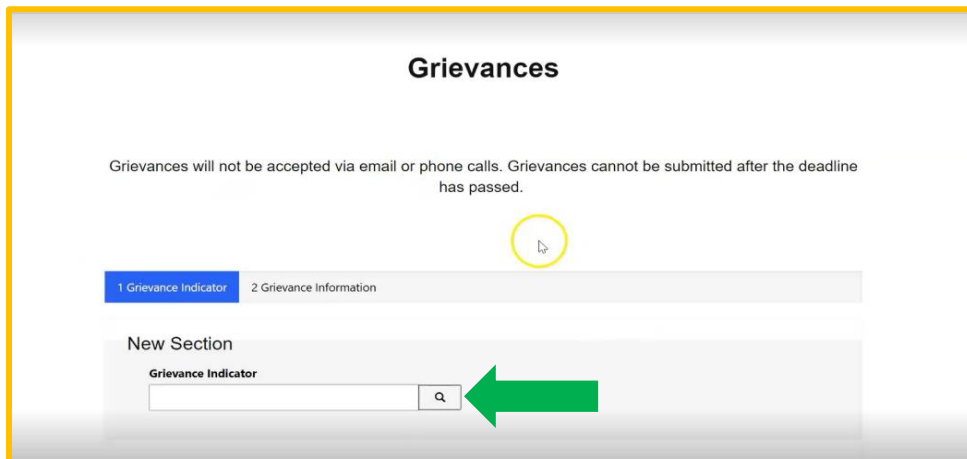 Grievances
Grievances will not be accepted via email or phone calls. Grievances cannot be submitted after the deadline
has passed.
1 Grievance Indicator 2 Grievance Information
New Section
Grievance Indicator